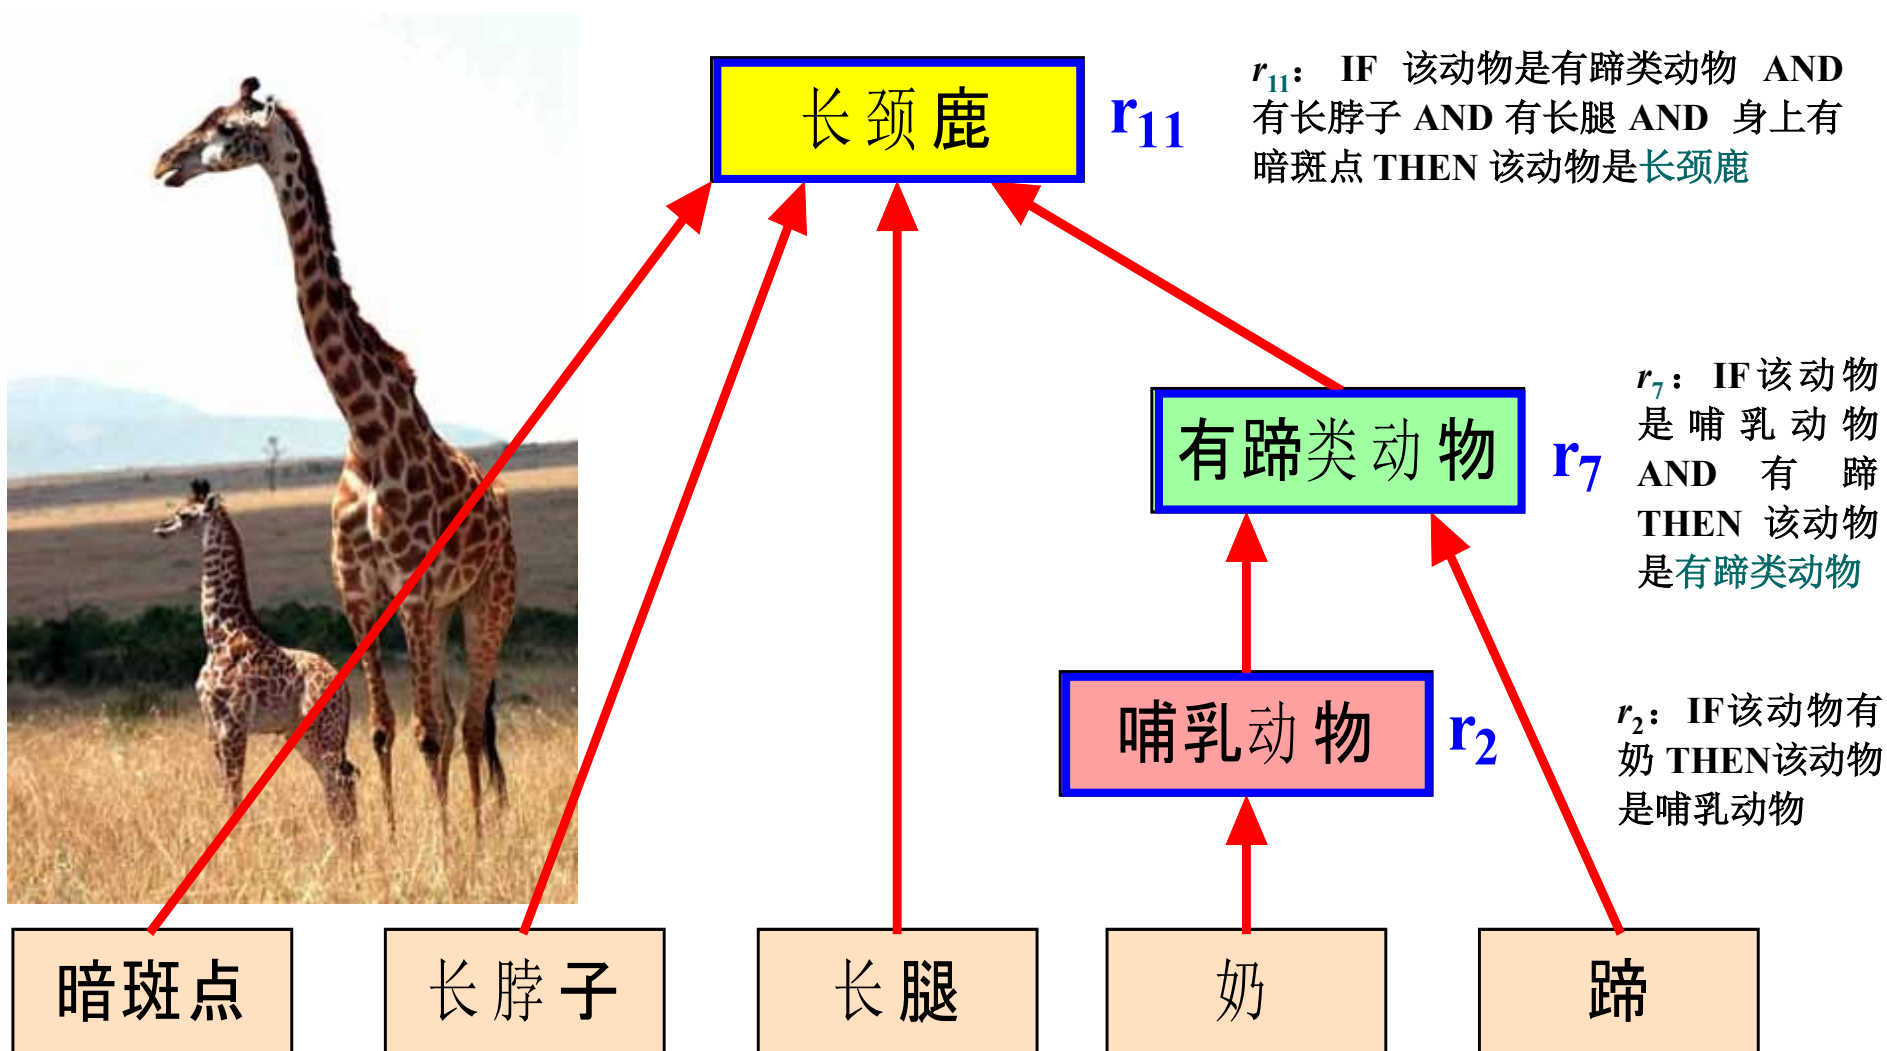 长颈鹿
r11
r11： IF 该动物是有蹄类动物 AND
有长脖子 AND 有长腿 AND 身上有
暗斑点 THEN 该动物是长颈鹿
有蹄类动物
r7
r7：IF该动物
是哺乳动物
AND 有 蹄
THEN 该动物
是有蹄类动物
哺乳动物
r2
r2：IF该动物有
奶 THEN该动物
是哺乳动物
暗斑点
长脖子
长腿
奶
蹄